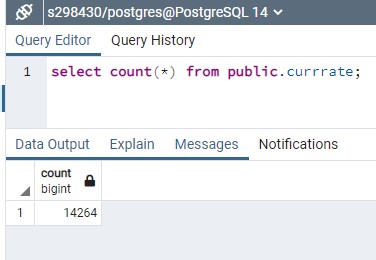 s298430/postgres@PostgreSQL 14
Query Editor Query History
1 select count(*) from public.currrate;
Data Output Explain Messages Notifications
count
bigint
1 14264